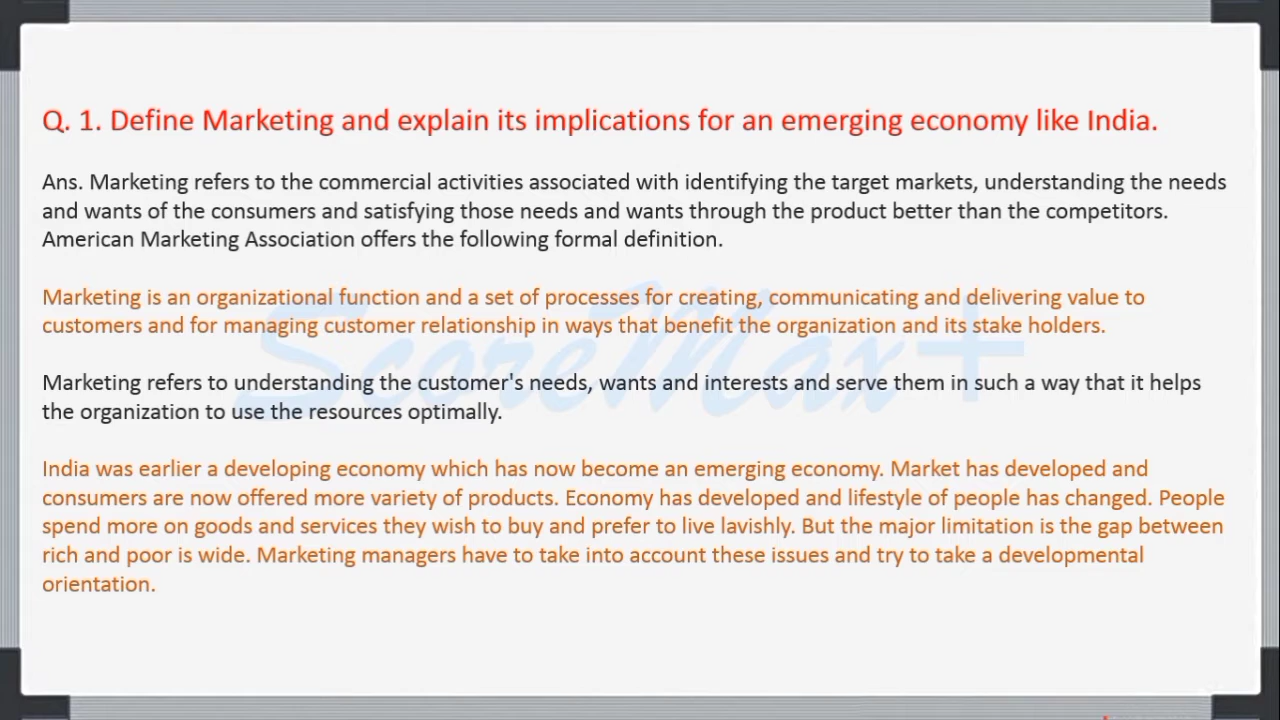 Q. 1. Define Marketing and explain its implications for an emerging economy like India.
Ans. Marketing refers to the commercial activities associated with identifying the target markets, understanding the needs
and wants of the consumers and satisfying those needs and wants through the product better than the competitors.
American Marketing Association offers the following formal definition.
Marketing is an organizational function and a set of processes for creating, communicating and delivering value to
customers and for managing customer relationship in ways that benefit the organization and its stake holders.
ScoreMax+
Marketing refers to understanding the customer's needs, wants and interests and serve them in such a way that it helps
the organization to use the resources optimally.
India was earlier a developing economy which has now become an emerging economy. Market has developed and
consumers are now offered more variety of products. Economy has developed and lifestyle of people has changed. People
spend more on goods and services they wish to buy and prefer to live lavishly. But the major limitation is the gap between
rich and poor is wide. Marketing managers have to take into account these issues and try to take a developmental
orientation.